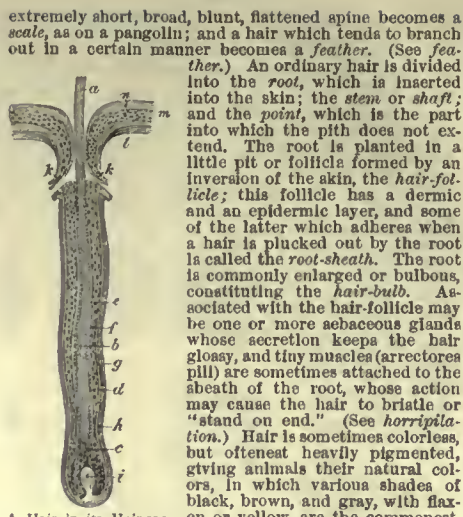 extremely short, broad, blunt, flattened spine becomes a
scale, as on a pangolin; and a hair which tends to branch
out in a certain manner becomes a feather. (See fea-
ther.) An ordinary hair is divided
into the root, which is inserted
into the skin; the stem or shaft;
and the point, which is the part
into which the pith does not ex-
tend. The root is planted in a
little pit or follicle formed by an
inversion of the skin, the hair-fol-
licle; this follicle has a dermic
and an epidermic layer, and some
of the latter which adheres when
a hair is plucked out by the root
is called the root-sheath. The root
is commonly enlarged or bulbous,
constituting the hair-bulb. As-
sociated with the hair-follicle may
be one or more sebaceous glands
whose secretion keeps the hair
glossy, and tiny muscles (arrectores
pili) are sometimes attached to the
sheath of the root, whose action
may cause the hair to bristle or
"stand on end." (See horripila-
tion.) Hair is sometimes colorless,
but oftenest heavily pigmented,
giving animals their natural col-
ors, in which various shades of
black, brown, and gray, with flax-
en or yellow, are the commonest
a
n
m
l
k
k
e
f
b
g
d
h
c
i
A Hair in its